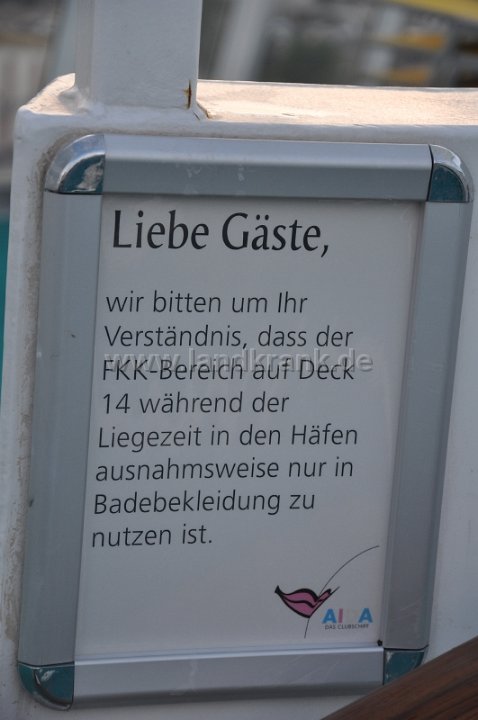 Liebe Gäste,
wir bitten um Ihr
Verständnis, dass der
www.landkrank.de
FKK-Bereich auf Deck
14 während der
Liegezeit in den Häfen
ausnahmsweise nur in
Badebekleidung zu
nutzen ist.
AIDA
DAS CLUBSCHIFF